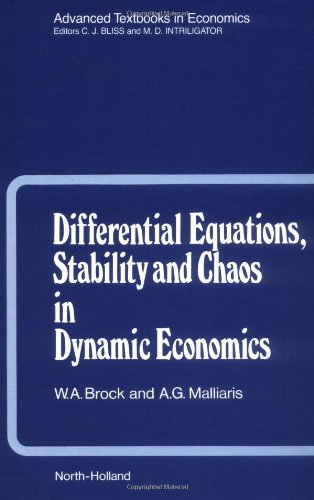 Advanced Textbooks in Economics
Editors C. J. BLISS and M. D. INTRILIGATOR
Differential Equations,
Stability and Chaos
in
Dynamic Economics
W.A. Brock and A.G. Malliaris
North-Holland